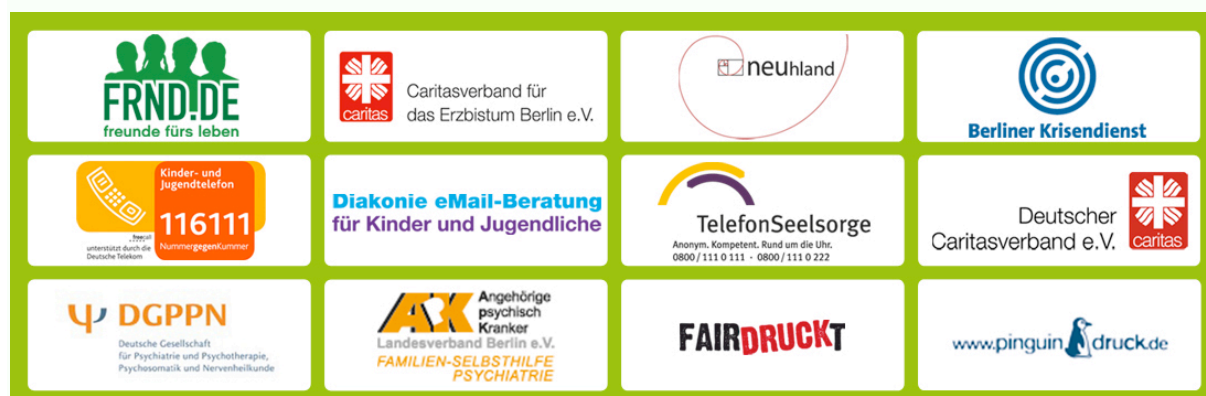 FRND.DE
freunde fürs leben
caritas
Caritasverband für
das Erzbistum Berlin e.V.
neuhland
Berliner Krisendienst
Kinder- und
Jugendtelefon
116111
freecall
unterstützt durch die
Deutsche Telekom
NummergegenKummer
Diakonie eMail-Beratung
für Kinder und Jugendliche
TelefonSeelsorge
Anonym. Kompetent. Rund um die Uhr.
0800 / 111 0 111 · 0800 / 111 0 222
Deutscher
Caritasverband e.V.
caritas
DGPPN
Deutsche Gesellschaft
für Psychiatrie und Psychotherapie,
Psychosomatik und Nervenheilkunde
Angehörige
psychisch
Kranker
Landesverband Berlin e.V.
FAMILIEN-SELBSTHILFE
PSYCHIATRIE
FAIRDRUCKT
www.pinguindruck.de